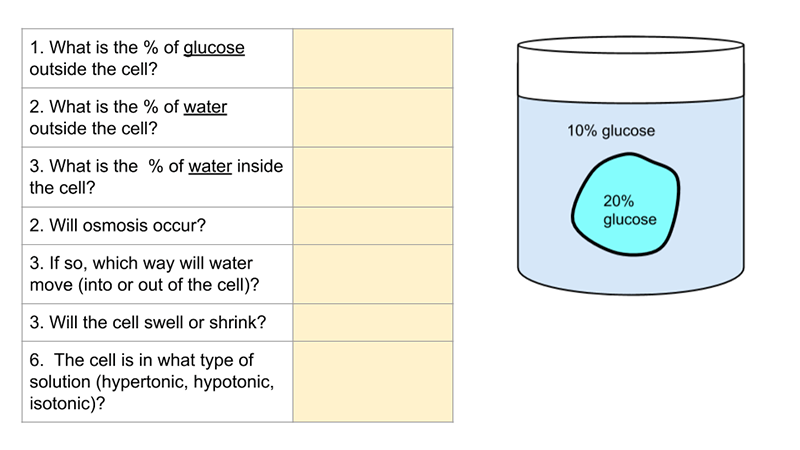 1. What is the % of glucose
outside the cell?
2. What is the % of water
outside the cell?
3. What is the  % of water inside
the cell?
2. Will osmosis occur?
3. If so, which way will water
move (into or out of the cell)?
3. Will the cell swell or shrink?
6.  The cell is in what type of
solution (hypertonic, hypotonic,
isotonic)?
10% glucose
20%
glucose